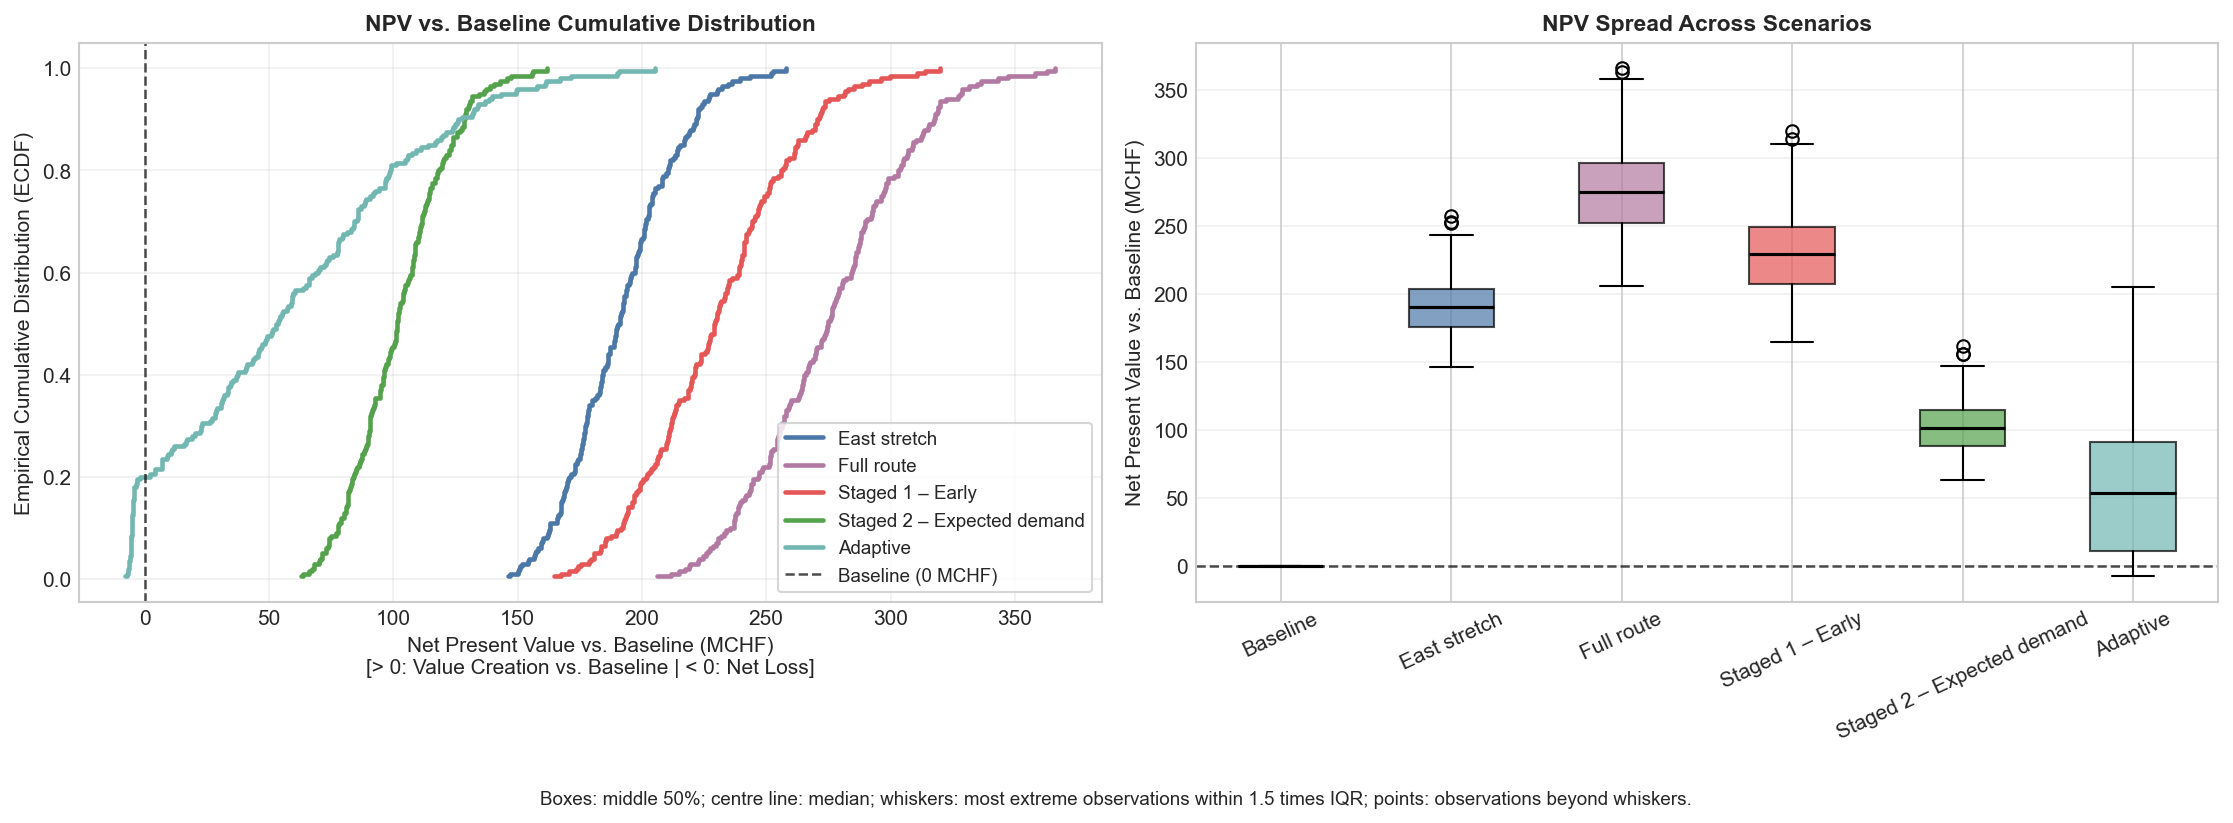 NPV vs. Baseline Cumulative Distribution
Empirical Cumulative Distribution (ECDF)
1.0
0.8
0.6
0.4
0.2
0.0
0 50 100 150 200 250 300 350
Net Present Value vs. Baseline (MCHF)
[> 0: Value Creation vs. Baseline | < 0: Net Loss]
East stretch
Full route
Staged 1 – Early
Staged 2 – Expected demand
Adaptive
Baseline (0 MCHF)
NPV Spread Across Scenarios
Net Present Value vs. Baseline (MCHF)
350
300
250
200
150
100
50
0
Baseline
East stretch
Full route
Staged 1 – Early
Staged 2 – Expected demand
Adaptive
Boxes: middle 50%; centre line: median; whiskers: most extreme observations within 1.5 times IQR; points: observations beyond whiskers.